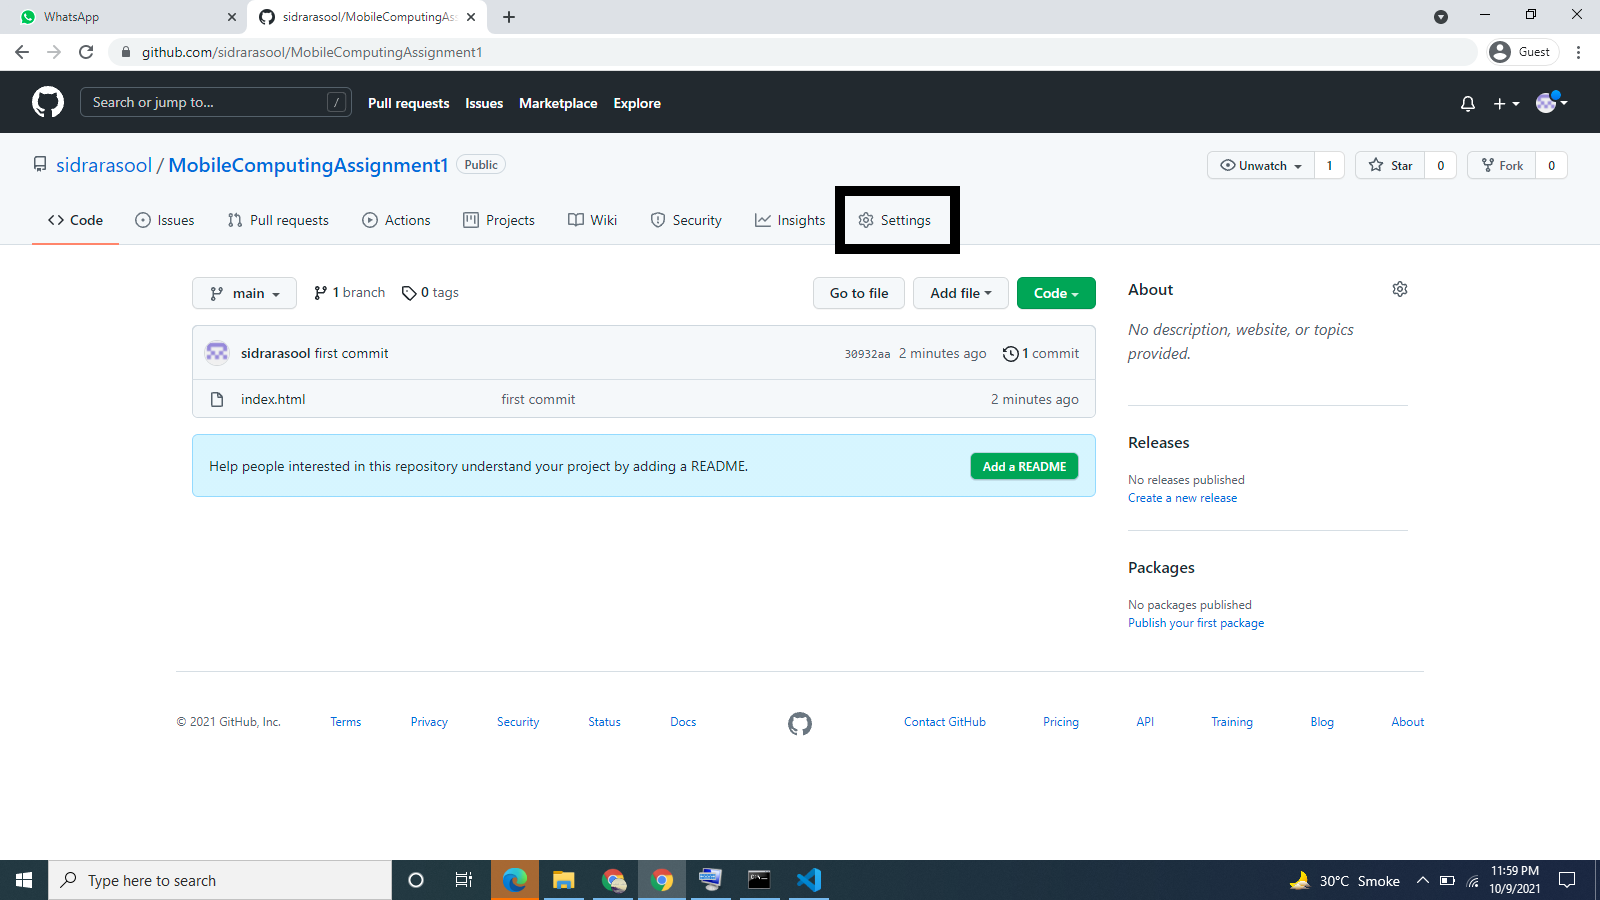 WhatsApp
sidrarasool/MobileComputingAss
github.com/sidrarasool/MobileComputingAssignment1
Guest
Search or jump to...
/
Pull requests
Issues
Marketplace
Explore
sidrarasool / MobileComputingAssignment1
Public
Unwatch
1
Star
0
Fork
0
Code
Issues
Pull requests
Actions
Projects
Wiki
Security
Insights
Settings
main
1 branch
0 tags
Go to file
Add file
Code
About
No description, website, or topics
provided.
sidrarasool first commit
30932aa
2 minutes ago
1 commit
index.html
first commit
2 minutes ago
Help people interested in this repository understand your project by adding a README.
Add a README
Releases
No releases published
Create a new release
Packages
No packages published
Publish your first package
© 2021 GitHub, Inc.
Terms
Privacy
Security
Status
Docs
Contact GitHub
Pricing
API
Training
Blog
About
Type here to search
30°C Smoke
11:59 PM
10/9/2021